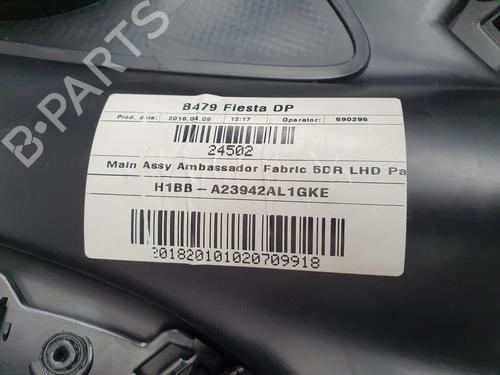 B479 Fiesta DP
Prod. date: 2018.04.09 12:17 Operator: 590295
24502
Main Assy Ambassador Fabric 5DR LHD Pa
H1BB - A23942AL1GKE
201820101020709918